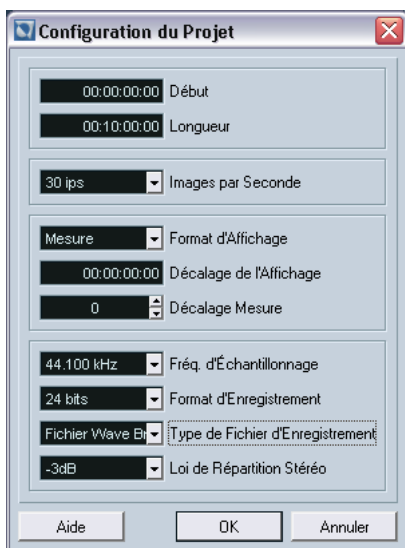 Configuration du Projet
00:00:00:00 Début
00:10:00:00 Longueur
30 ips Images par Seconde
Mesure Format d'Affichage
00:00:00:00 Décalage de l'Affichage
0 Décalage Mesure
44.100 kHz Fréq. d'Échantillonnage
24 bits Format d'Enregistrement
Fichier Wave Type de Fichier d'Enregistrement
-3dB Loi de Répartition Stéréo
Aide OK Annuler